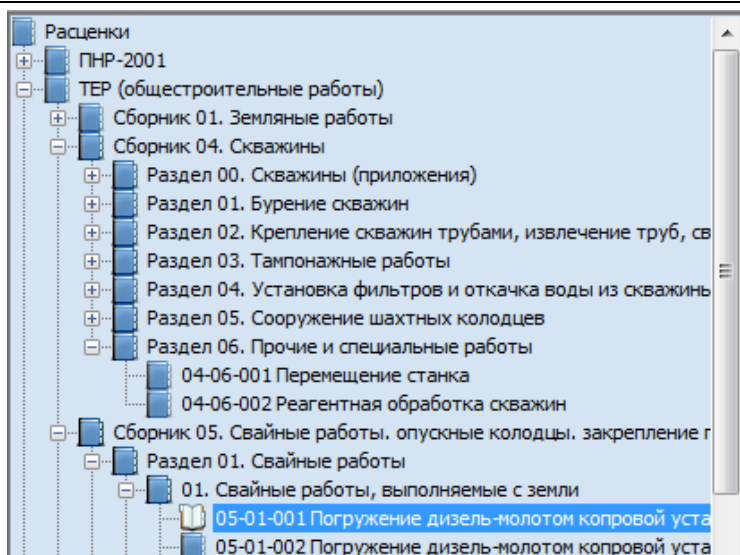 Расценки
ПНР-2001
ТЕР (общестроительные работы)
Сборник 01. Земляные работы
Сборник 04. Скважины
Раздел 00. Скважины (приложения)
Раздел 01. Бурение скважин
Раздел 02. Крепление скважин трубами, извлечение труб, св
Раздел 03. Тампонажные работы
Раздел 04. Установка фильтров и откачка воды из скважины
Раздел 05. Сооружение шахтных колодцев
Раздел 06. Прочие и специальные работы
04-06-001 Перемещение станка
04-06-002 Реагентная обработка скважин
Сборник 05. Свайные работы. опускные колодцы. закрепление г
Раздел 01. Свайные работы
01. Свайные работы, выполняемые с земли
05-01-001 Погружение дизель-молотом копровой уста
05-01-002 Погружение дизель-молотом копровой уста